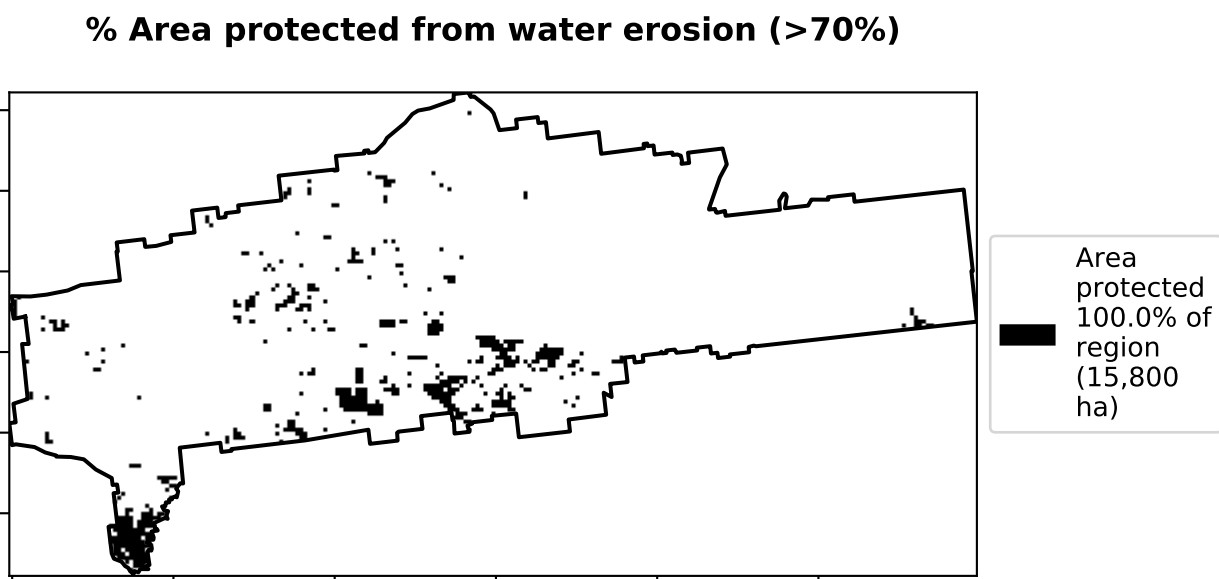 % Area protected from water erosion (>70%)
Area
protected
100.0% of
region
(15,800
ha)